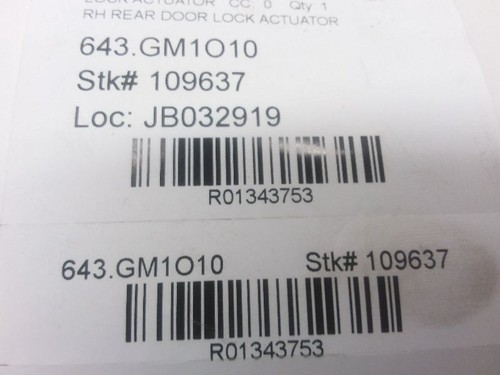 LOCK ACTUATOR CC: 0 Qty 1
RH REAR DOOR LOCK ACTUATOR
643.GM1O10
Stk# 109637
Loc: JB032919
R01343753
643.GM1O10 Stk# 109637
R01343753